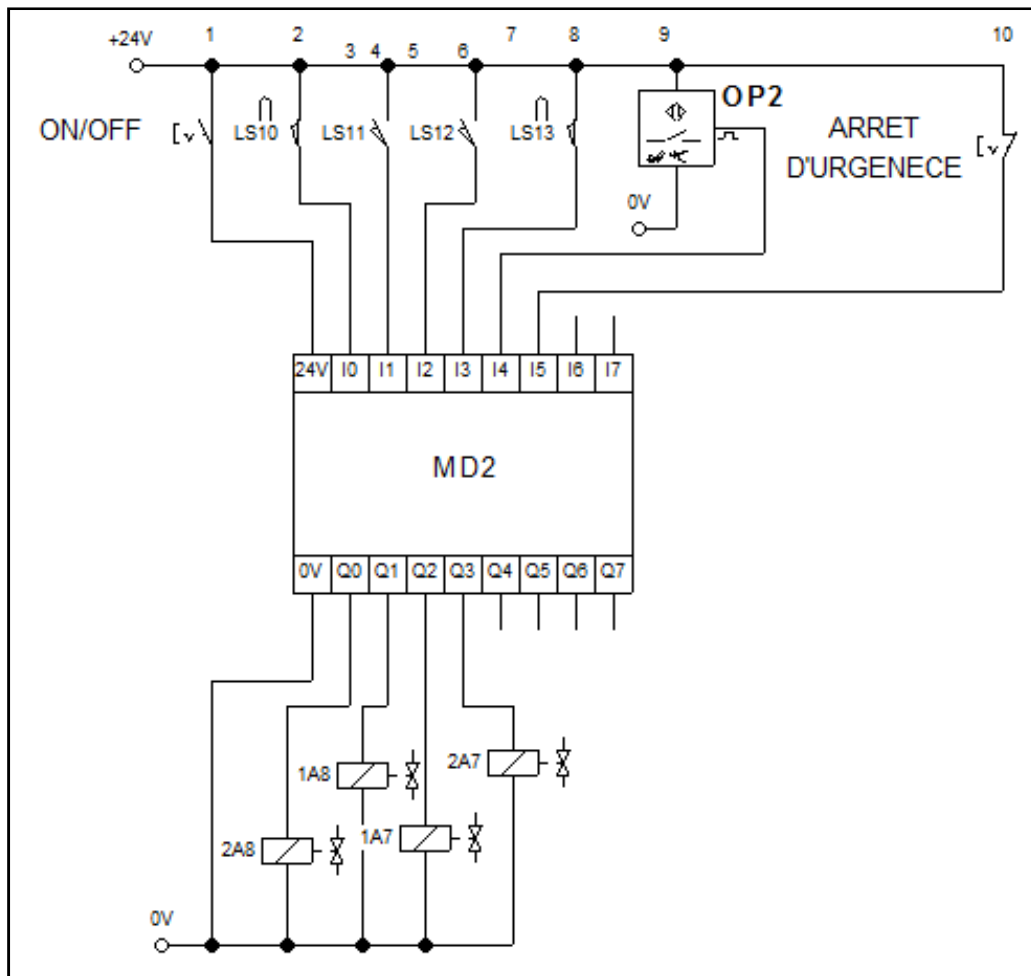 +24V 1 2 3 4 5 6 7 8 9 10
OP2
ON/OFF LS10 LS11 LS12 LS13 ARRET
D'URGENECE
0V
24V I0 I1 I2 I3 I4 I5 I6 I7
MD2
0V Q0 Q1 Q2 Q3 Q4 Q5 Q6 Q7
1A8 2A7
2A8 1A7
0V